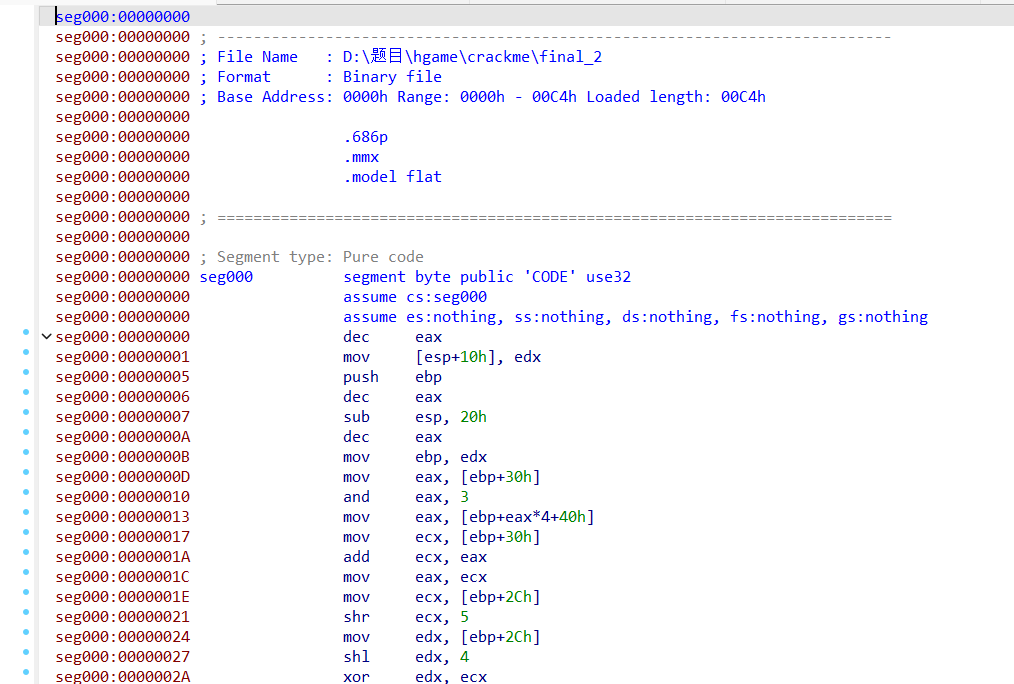 seg000:00000000
seg000:00000000 ; ---------------------------------------------------------------------------
seg000:00000000 ; File Name   : D:\题目\hgame\crackme\final_2
seg000:00000000 ; Format      : Binary file
seg000:00000000 ; Base Address: 0000h Range: 0000h - 00C4h Loaded length: 00C4h
seg000:00000000
seg000:00000000                 .686p
seg000:00000000                 .mmx
seg000:00000000                 .model flat
seg000:00000000
seg000:00000000 ; ===========================================================================
seg000:00000000
seg000:00000000 ; Segment type: Pure code
seg000:00000000 seg000          segment byte public 'CODE' use32
seg000:00000000                 assume cs:seg000
seg000:00000000                 assume es:nothing, ss:nothing, ds:nothing, fs:nothing, gs:nothing
seg000:00000000                 dec     eax
seg000:00000001                 mov     [esp+10h], edx
seg000:00000005                 push    ebp
seg000:00000006                 dec     eax
seg000:00000007                 sub     esp, 20h
seg000:0000000A                 dec     eax
seg000:0000000B                 mov     ebp, edx
seg000:0000000D                 mov     eax, [ebp+30h]
seg000:00000010                 and     eax, 3
seg000:00000013                 mov     eax, [ebp+eax*4+40h]
seg000:00000017                 mov     ecx, [ebp+30h]
seg000:0000001A                 add     ecx, eax
seg000:0000001C                 mov     eax, ecx
seg000:0000001E                 mov     ecx, [ebp+2Ch]
seg000:00000021                 shr     ecx, 5
seg000:00000024                 mov     edx, [ebp+2Ch]
seg000:00000027                 shl     edx, 4
seg000:0000002A                 xor     edx, ecx